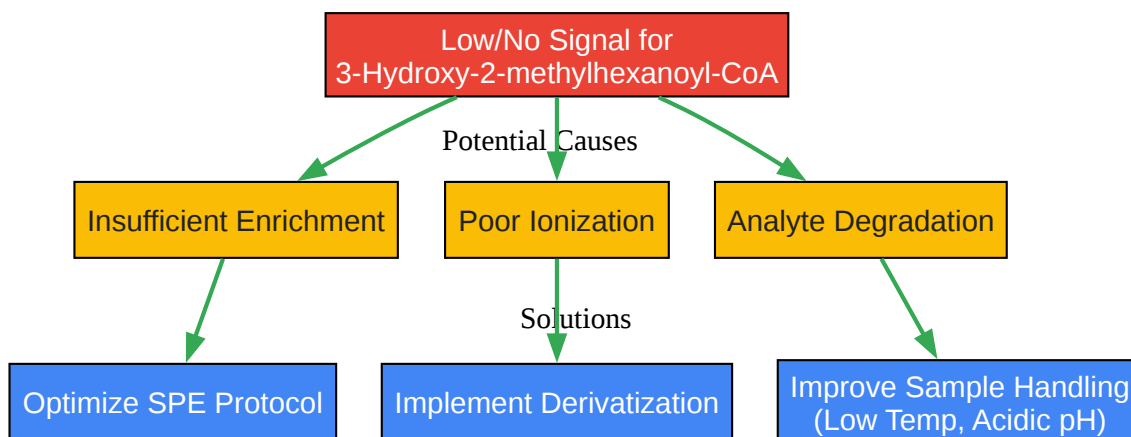 Low/No Signal for
3-Hydroxy-2-methylhexanoyl-CoA
Potential Causes
Insufficient Enrichment
Poor Ionization
Analyte Degradation
Solutions
Optimize SPE Protocol
Implement Derivatization
Improve Sample Handling
(Low Temp, Acidic pH)